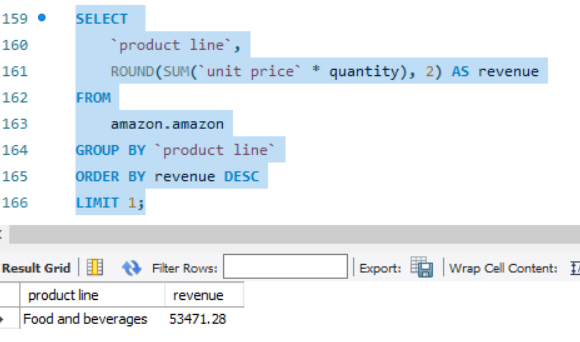 159 SELECT
160 `product line`,
161 ROUND(SUM(`unit price` * quantity), 2) AS revenue
162 FROM
163 amazon.amazon
164 GROUP BY `product line`
165 ORDER BY revenue DESC
166 LIMIT 1;
Result Grid Filter Rows: Export: Wrap Cell Content:
product line revenue
Food and beverages 53471.28